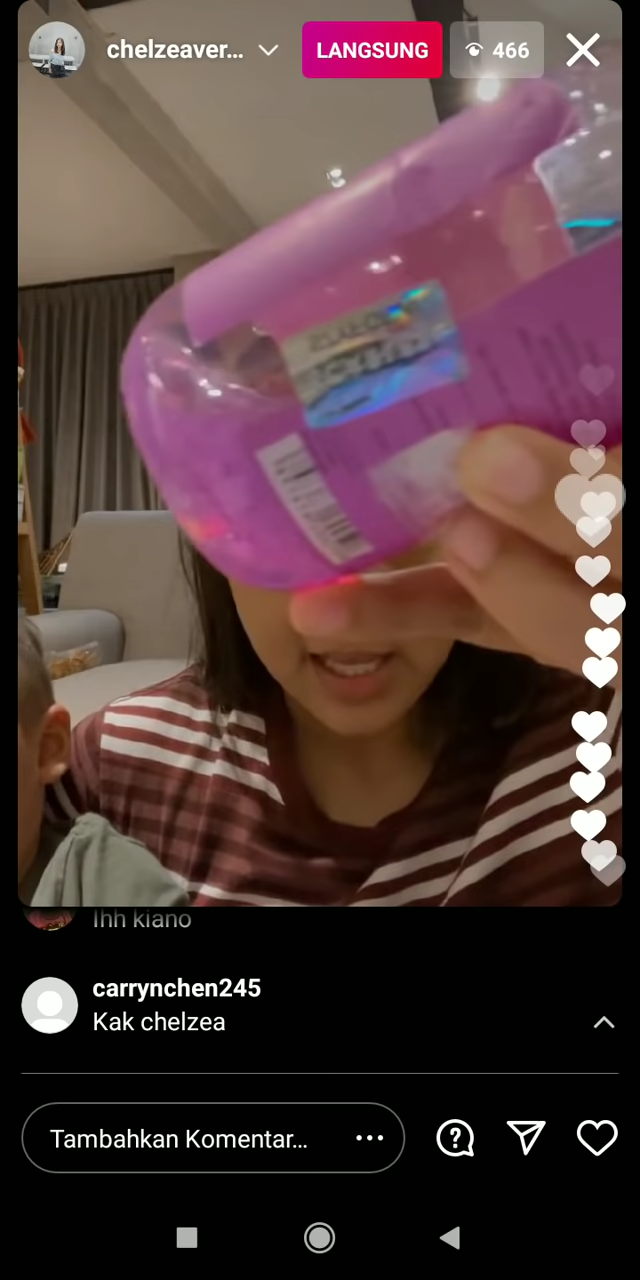 chelzeaver...
LANGSUNG
466
Ihh kiano
carrynchen245
Kak chelzea
Tambahkan Komentar...